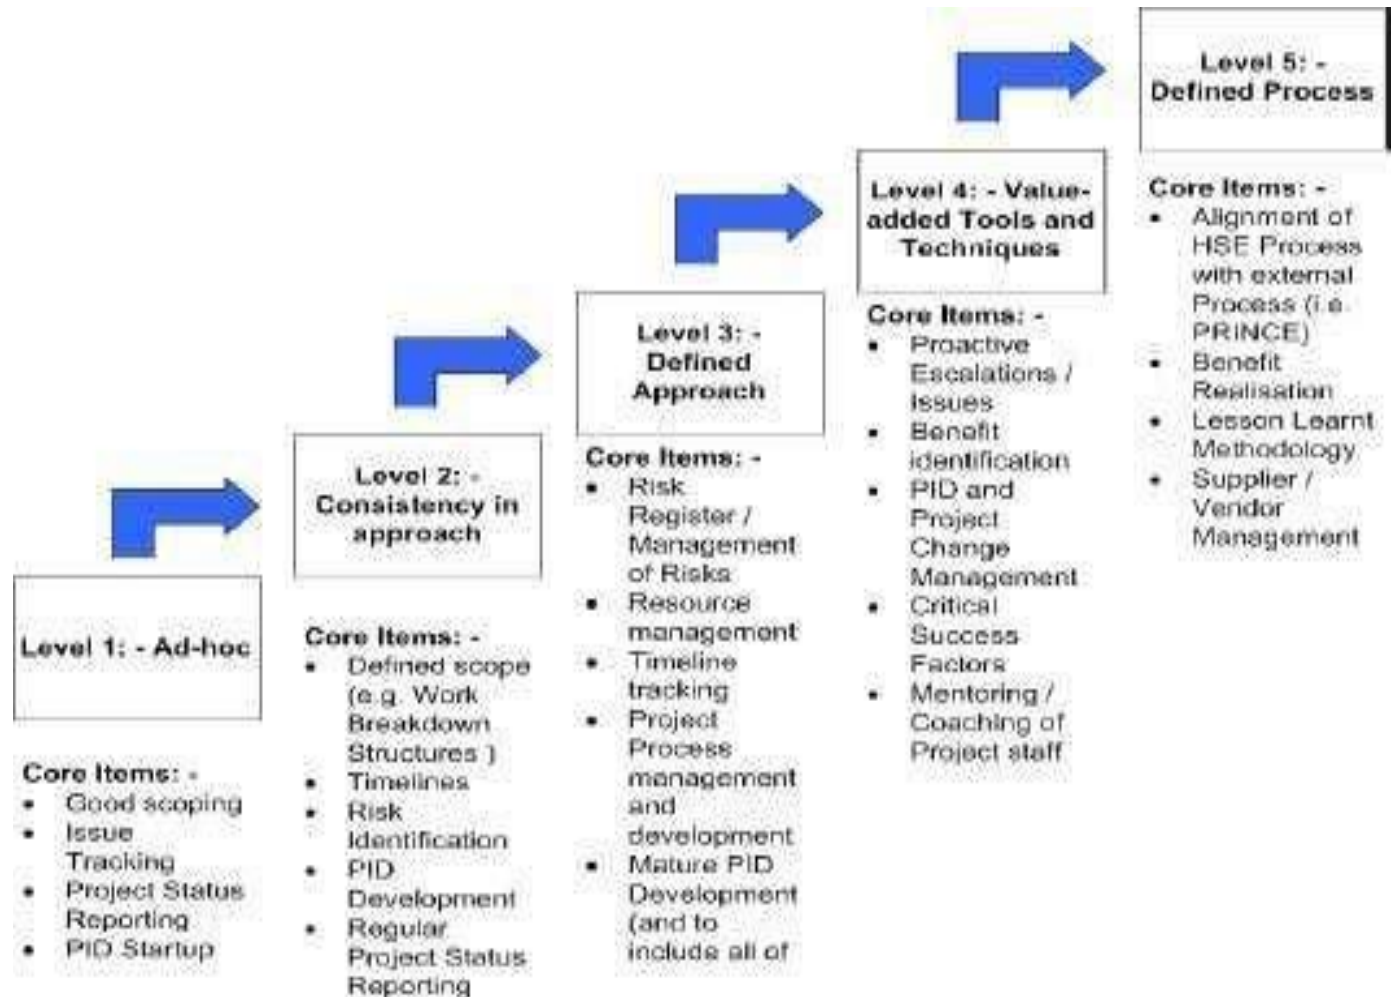 Level 1: - Ad-hoc
Core Items: -
• Good scoping
• Issue
Tracking
• Project Status
Reporting
• PID Startup
Level 2: -
Consistency in
approach
Core Items: -
• Defined scope
(e.g. Work
Breakdown
Structures )
• Timelines
• Risk
Identification
• PID
Development
• Regular
Project Status
Reporting
Level 3: -
Defined
Approach
Core Items: -
• Risk
Register /
Management
of Risks
• Resource
management
• Timeline
tracking
• Project
Process
management
and
development
• Mature PID
Development
(and to
include all of
Level 4: - Value-
added Tools and
Techniques
Core Items: -
• Proactive
Escalations /
Issues
• Benefit
identification
• PID and
Project
Change
Management
• Critical
Success
Factors
• Mentoring /
Coaching of
Project staff
Level 5: -
Defined Process
Core Items: -
• Alignment of
HSE Process
with external
Process (i.e.
PRINCE)
• Benefit
Realisation
• Lesson Learnt
Methodology
• Supplier /
Vendor
Management